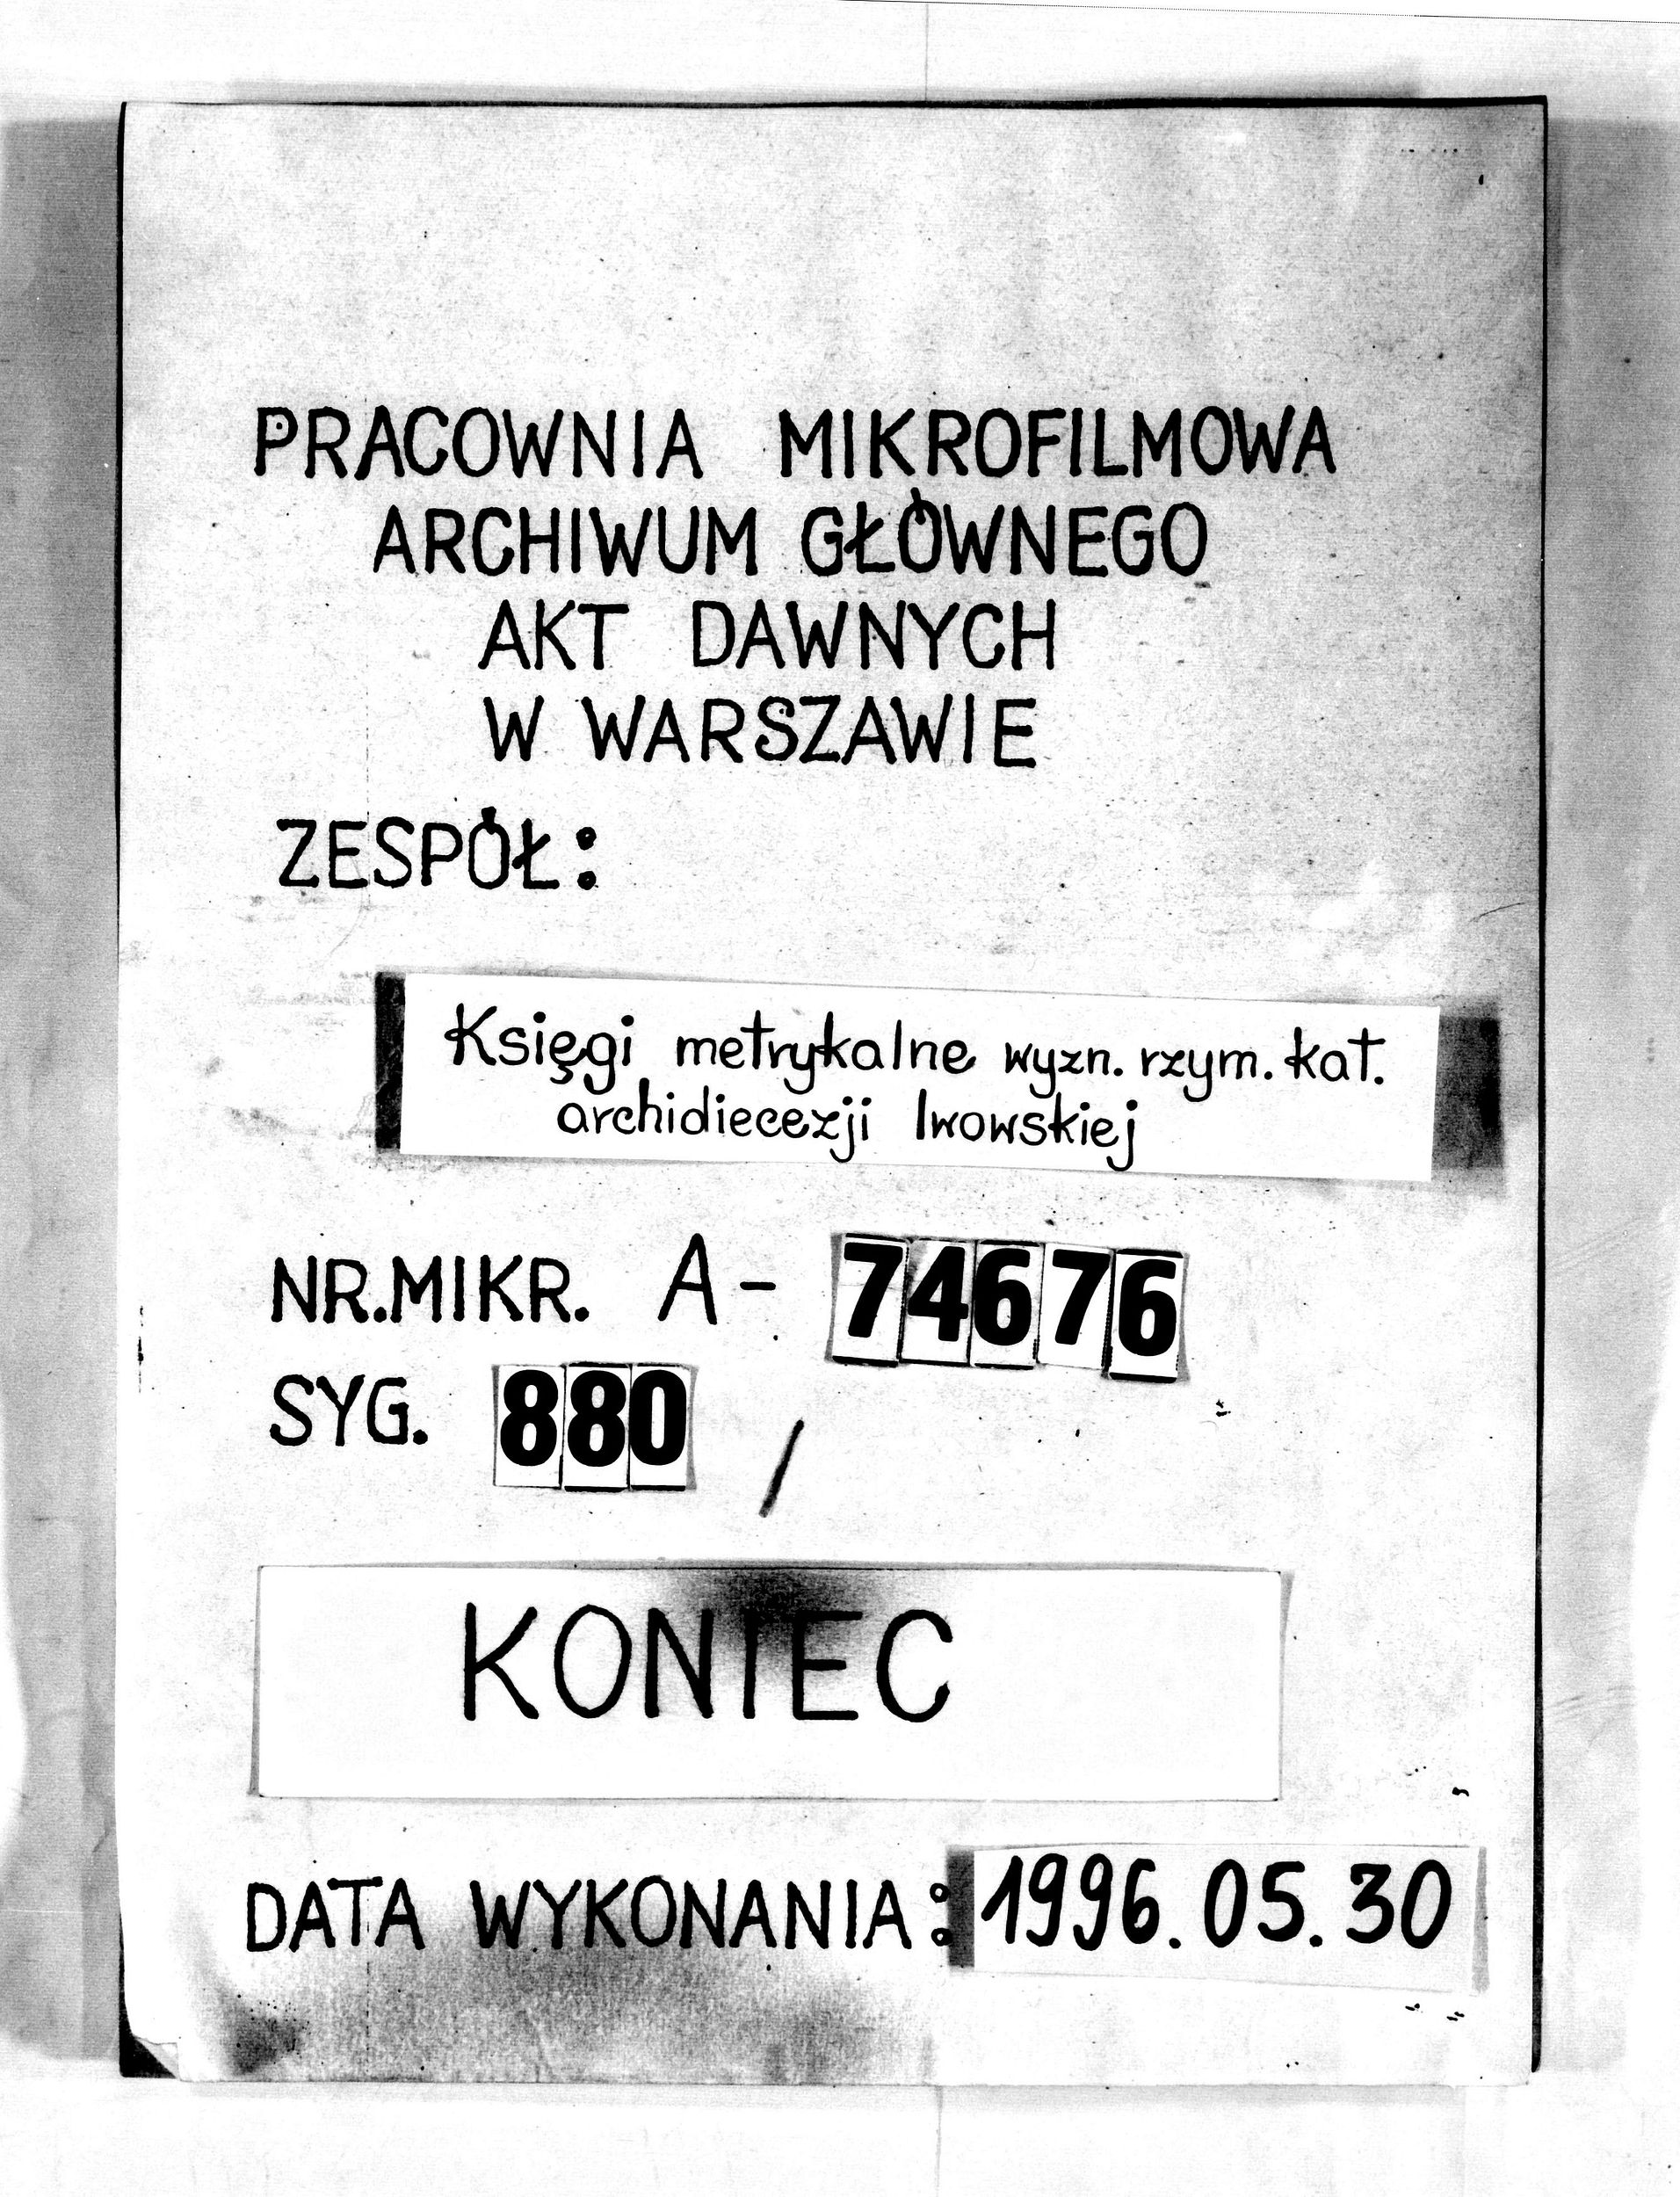 PRACOWNIA MIKROFILMOWA
ARCHIWUM GŁÓWNEGO
AKT DAWNYCH
W WARSZAWIE
ZESPÓŁ:
Księgi metrykalne wyzn. rzym. kat.
archidiecezji lwowskiej
NR. MIKR. A- 74676
SYG. 880 /
KONIEC
DATA WYKONANIA: 1996.05.30